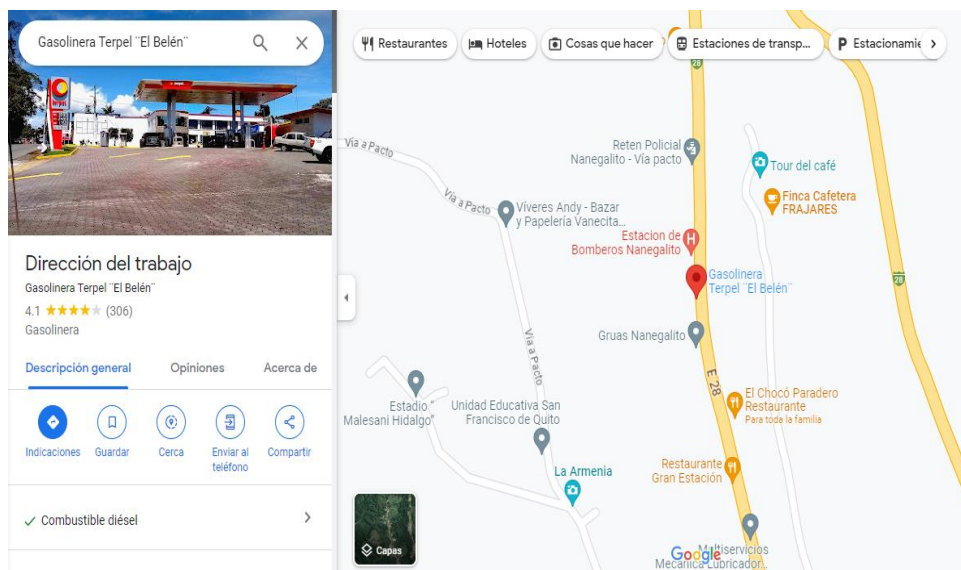 Gasolinera Terpel ¨El Belén¨
terpel
Dirección del trabajo
Gasolinera Terpel ¨El Belén¨
4.1 (306)
Gasolinera
Descripción general
Opiniones
Acerca de
Indicaciones
Guardar
Cerca
Enviar al
teléfono
Compartir
Combustible diésel
Restaurantes
Hoteles
Cosas que hacer
Estaciones de transp...
P Estacionamie
28
Reten Policial
Nanegalito - Vía pacto
Vía a Pacto
Tour del café
Vía a Pacto
Finca Cafetera
FRAJARES
Víveres Andy - Bazar
y Papelería Vanecita...
Estacion de
Bomberos Nanegalito
H
Gasolinera
Terpel ¨El Belén¨
28
Gruas Nanegalito
Vía a Pacto
E 28
El Chocó Paradero
Restaurante
Para toda la familia
Estadio "
Malesani Hidalgo"
Unidad Educativa San
Francisco de Quito
La Armenia
Restaurante
Gran Estación
Capas
Google
Multiservicios
Mecánica Lubricador...